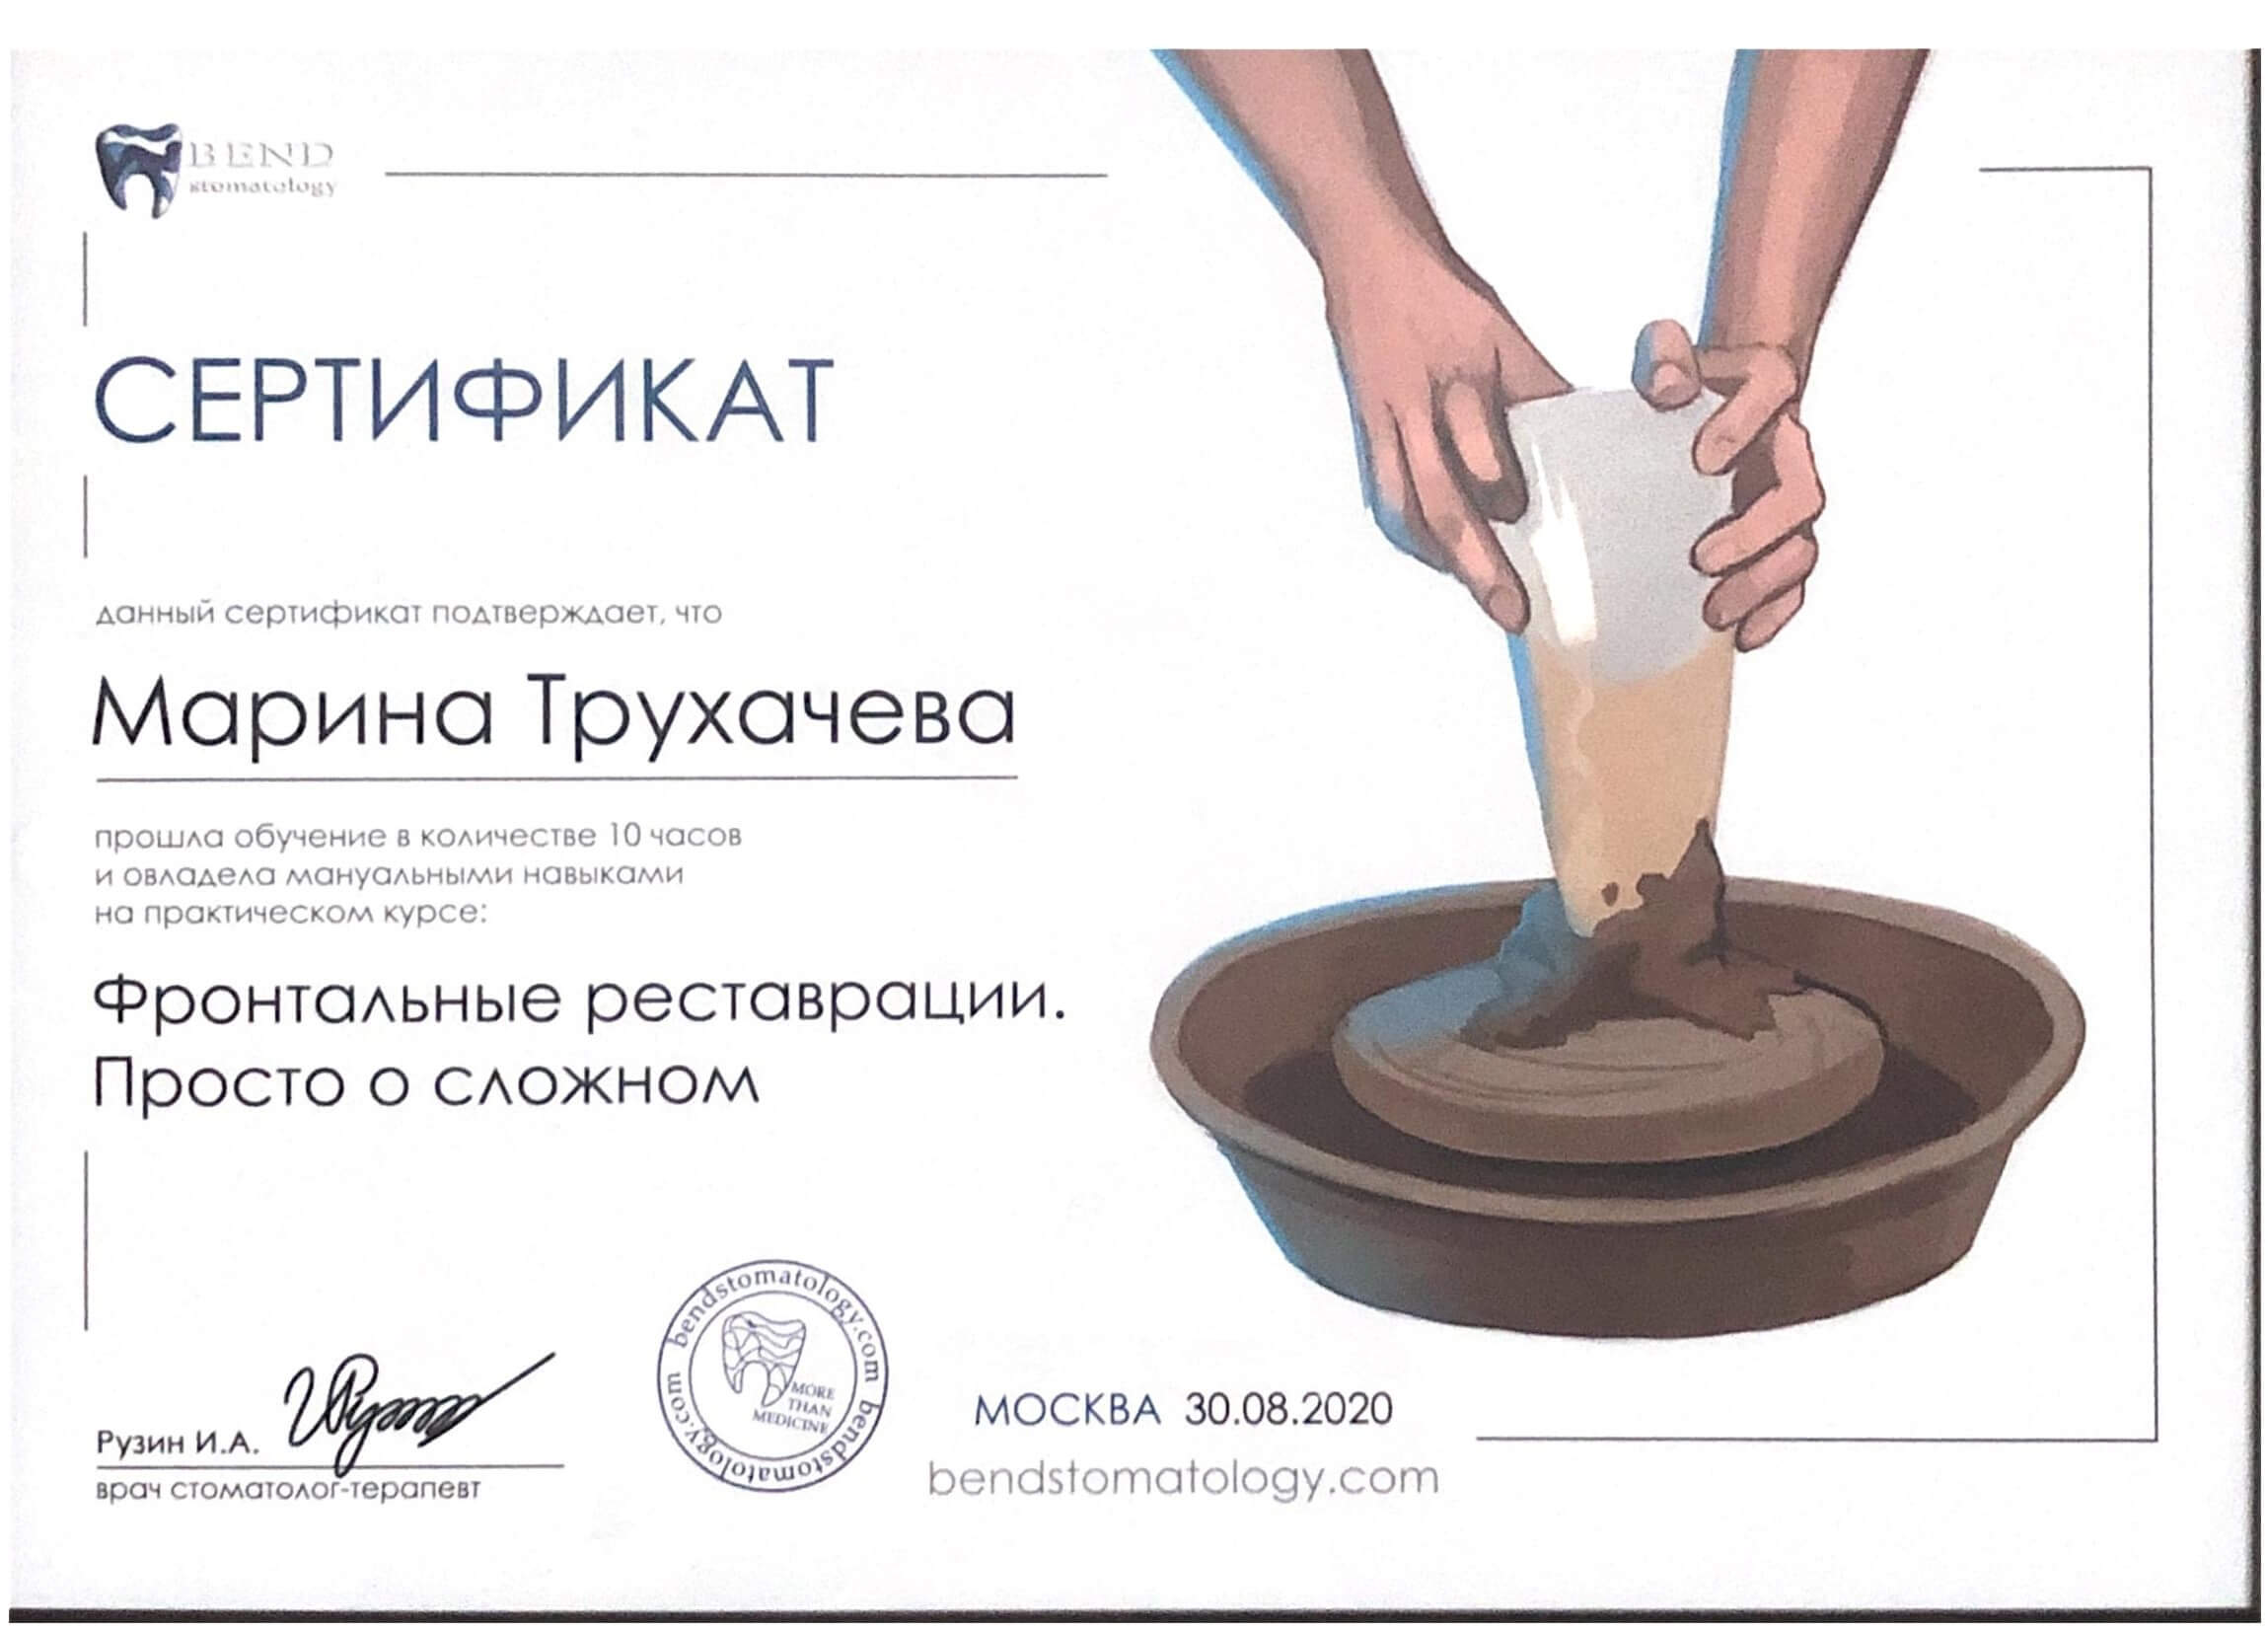 BEND
stomatology
СЕРТИФИКАТ
данный сертификат подтверждает, что
Марина Трухачева
прошла обучение в количестве 10 часов
и овладела мануальными навыками
на практическом курсе:
Фронтальные реставрации.
Просто о сложном
Рузин И.А.
врач стоматолог-терапевт
bendstomatology.com bendstomatology.com
MORE
THAN
MEDICINE
МОСКВА 30.08.2020
bendstomatology.com